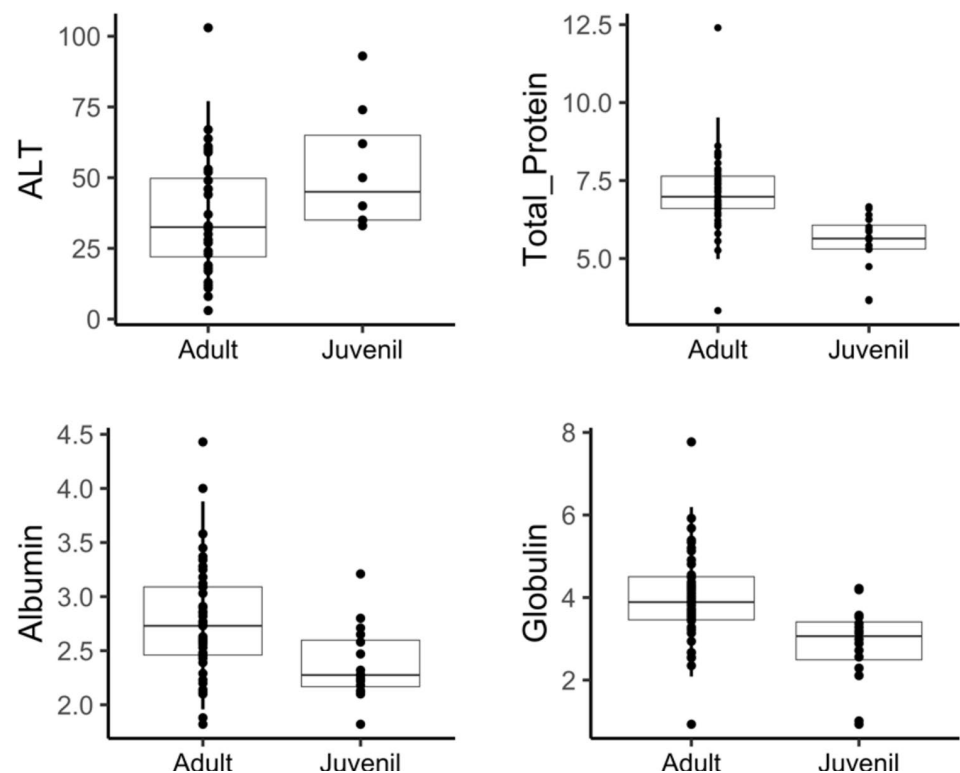 ALT
100
75
50
25
0
Adult Juvenil
Total_Protein
12.5
10.0
7.5
5.0
Adult Juvenil
Albumin
4.5
4.0
3.5
3.0
2.5
2.0
Adult Juvenil
Globulin
8
6
4
2
Adult Juvenil